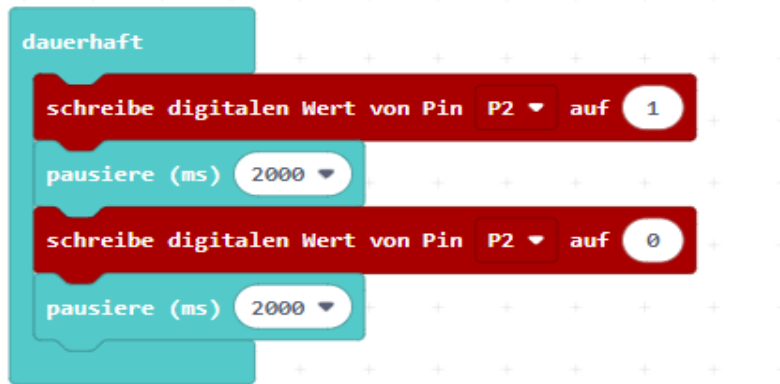 dauerhaft
schreibe digitalen Wert von Pin P2 auf 1
pausiere (ms) 2000
schreibe digitalen Wert von Pin P2 auf 0
pausiere (ms) 2000